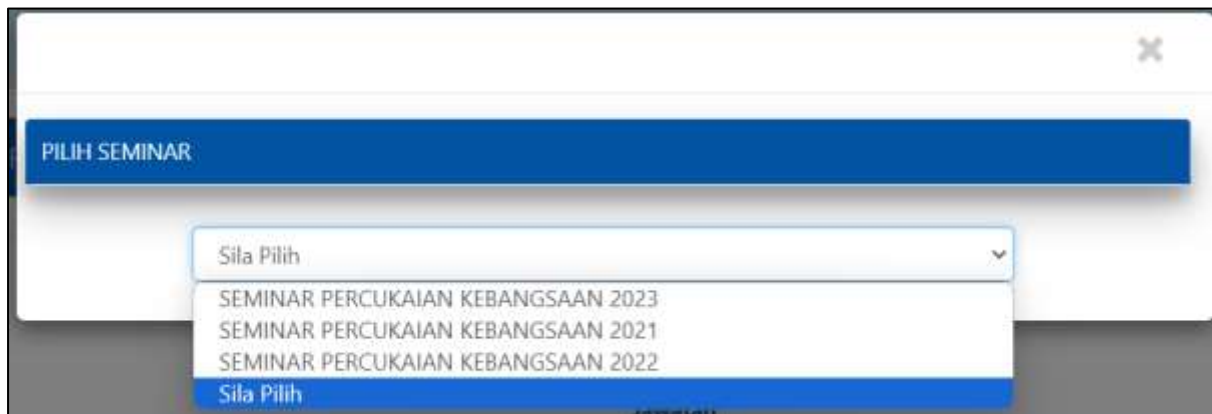 PILIH SEMINAR
Sila Pilih
SEMINAR PERCUKAIAN KEBANGSAAN 2023
SEMINAR PERCUKAIAN KEBANGSAAN 2021
SEMINAR PERCUKAIAN KEBANGSAAN 2022
Sila Pilih